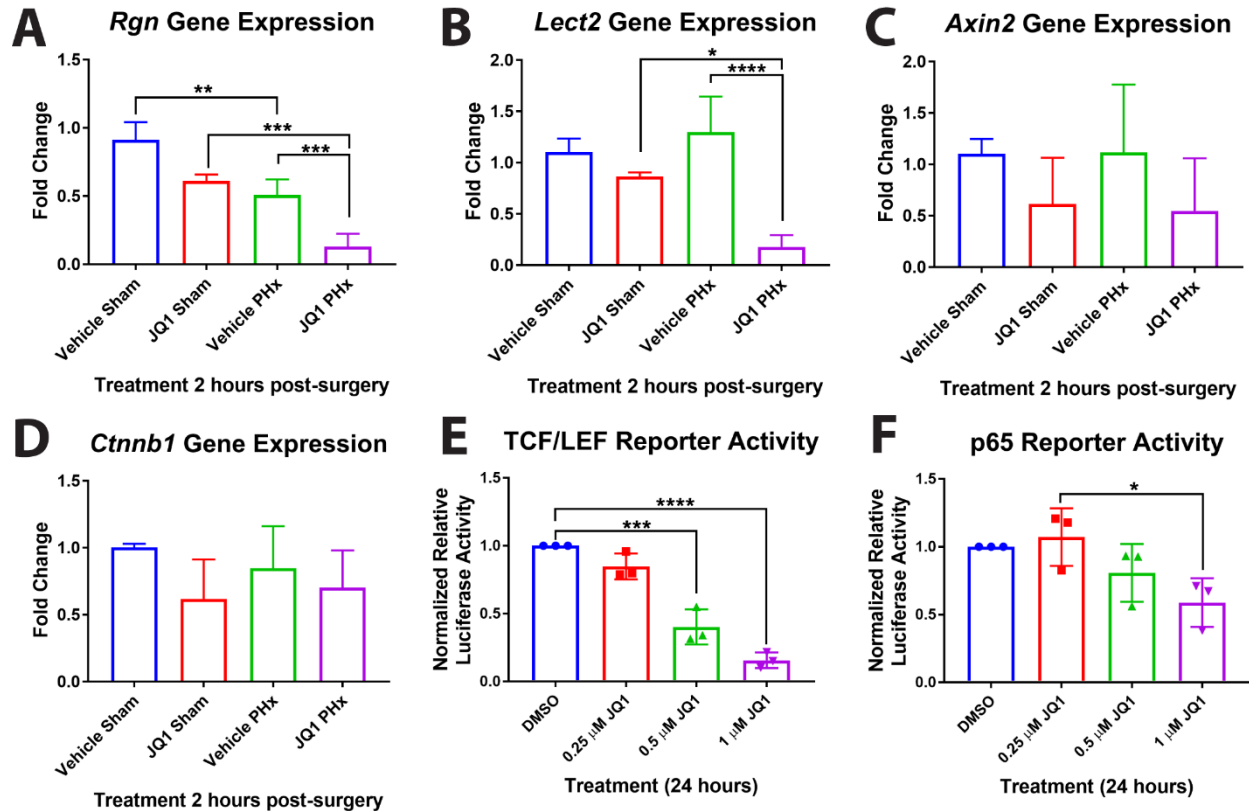 A
Rgn Gene Expression
Fold Change
1.5
1.0
0.5
0.0
**
***
***
Vehicle Sham
JQ1 Sham
Vehicle PHx
JQ1 PHx
Treatment 2 hours post-surgery
B
Lect2 Gene Expression
Fold Change
2.0
1.5
1.0
0.5
0.0
*
****
Vehicle Sham
JQ1 Sham
Vehicle PHx
JQ1 PHx
Treatment 2 hours post-surgery
C
Axin2 Gene Expression
Fold Change
2.0
1.5
1.0
0.5
0.0
Vehicle Sham
JQ1 Sham
Vehicle PHx
JQ1 PHx
Treatment 2 hours post-surgery
D
Ctnnb1 Gene Expression
Fold Change
1.5
1.0
0.5
0.0
Vehicle Sham
JQ1 Sham
Vehicle PHx
JQ1 PHx
Treatment 2 hours post-surgery
E
TCF/LEF Reporter Activity
Normalized Relative
Luciferase Activity
1.5
1.0
0.5
0.0
****
***
DMSO
0.25 μM JQ1
0.5 μM JQ1
1 μM JQ1
Treatment (24 hours)
F
p65 Reporter Activity
Normalized Relative
Luciferase Activity
1.5
1.0
0.5
0.0
*
DMSO
0.25 μM JQ1
0.5 μM JQ1
1 μM JQ1
Treatment (24 hours)